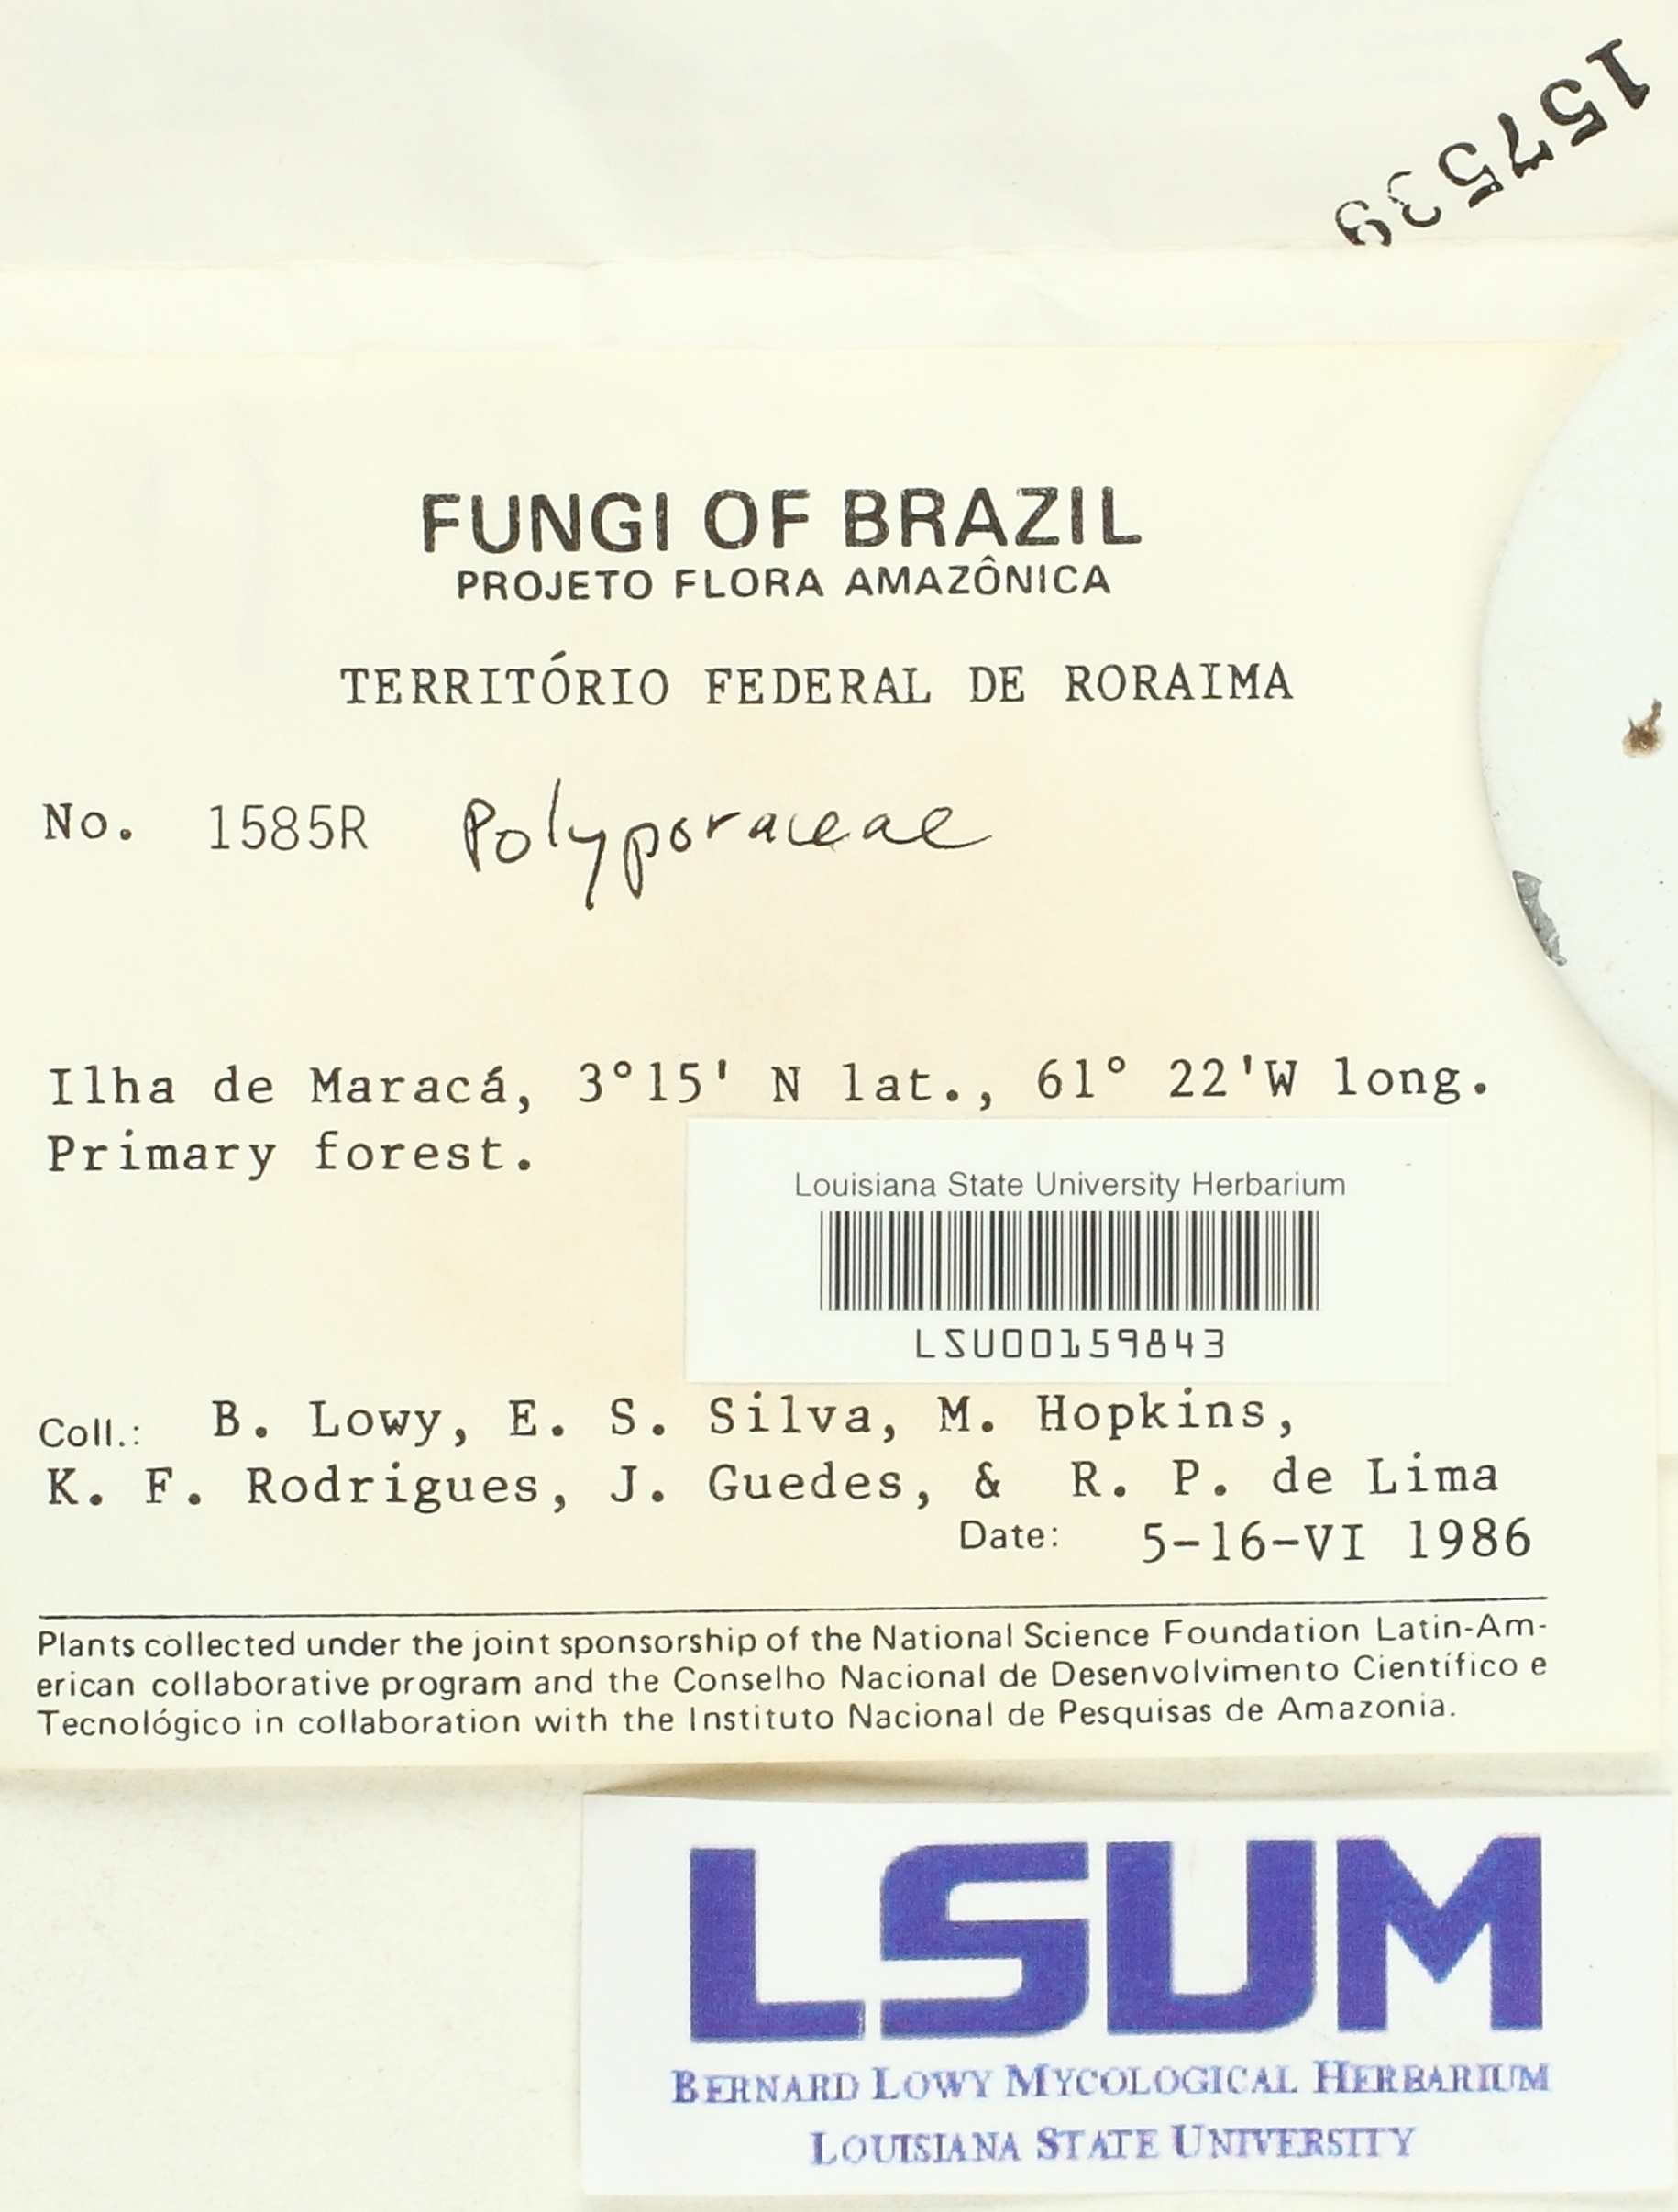 157539
FUNGI OF BRAZIL
PROJETO FLORA AMAZÔNICA
TERRITÓRIO FEDERAL DE RORAIMA
No. 1585R Polyporaceae
Ilha de Maracá, 3°15' N lat., 61° 22'W long.
Primary forest.
Louisiana State University Herbarium
LSU00159843
Coll.: B. Lowy, E. S. Silva, M. Hopkins,
K. F. Rodrigues, J. Guedes, & R. P. de Lima
Date: 5-16-VI 1986
Plants collected under the joint sponsorship of the National Science Foundation Latin-Am-
erican collaborative program and the Conselho Nacional de Desenvolvimento Científico e
Tecnológico in collaboration with the Instituto Nacional de Pesquisas de Amazonia.
LSUM
BERNARD LOWY MYCOLOGICAL HERBARIUM
LOUISIANA STATE UNIVERSITY